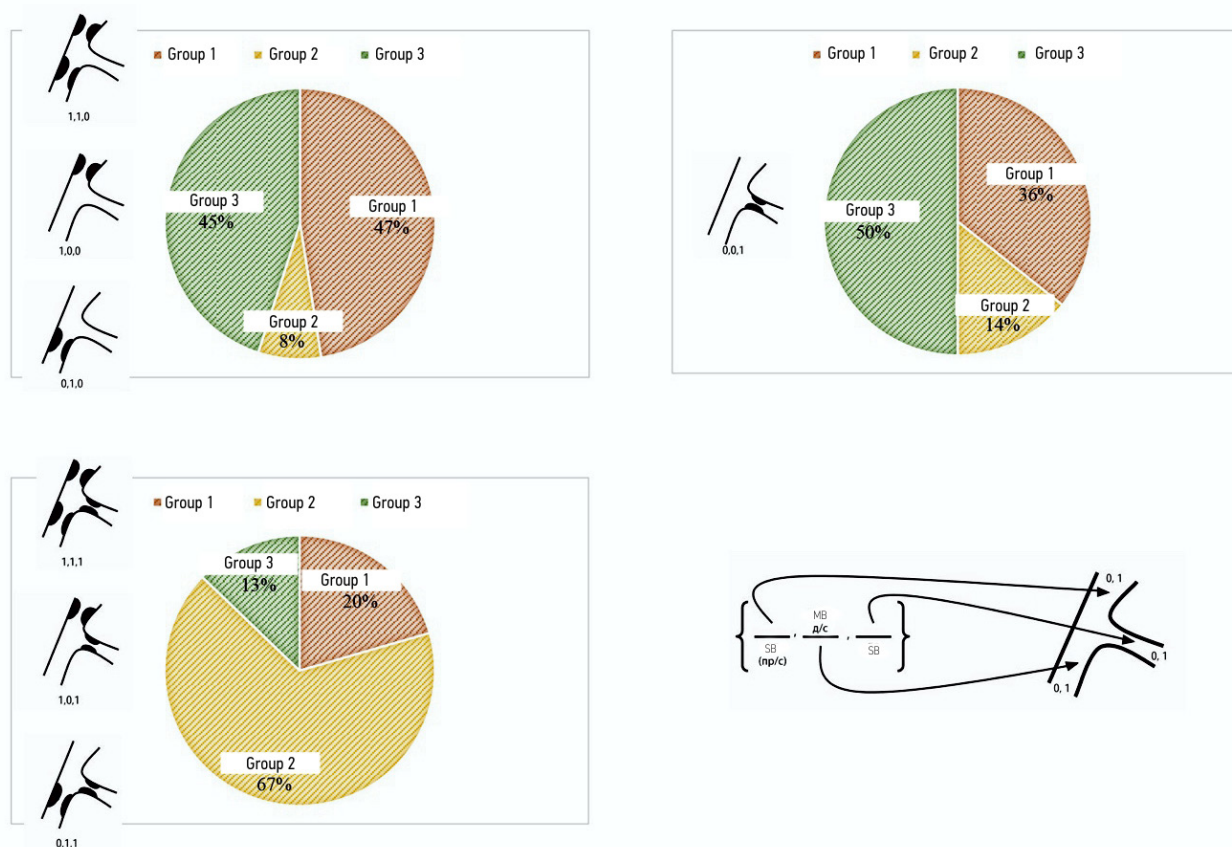 1,1,0
1,0,0
0,1,0
Group 1 Group 2 Group 3
Group 3
45%
Group 1
47%
Group 2
8%
0,0,1
Group 1 Group 2 Group 3
Group 1
36%
Group 3
50%
Group 2
14%
1,1,1
1,0,1
0,1,1
Group 1 Group 2 Group 3
Group 3
13%
Group 1
20%
Group 2
67%
{ SB (пр/с) , MB д/с , SB }
0, 1
0, 1
0, 1